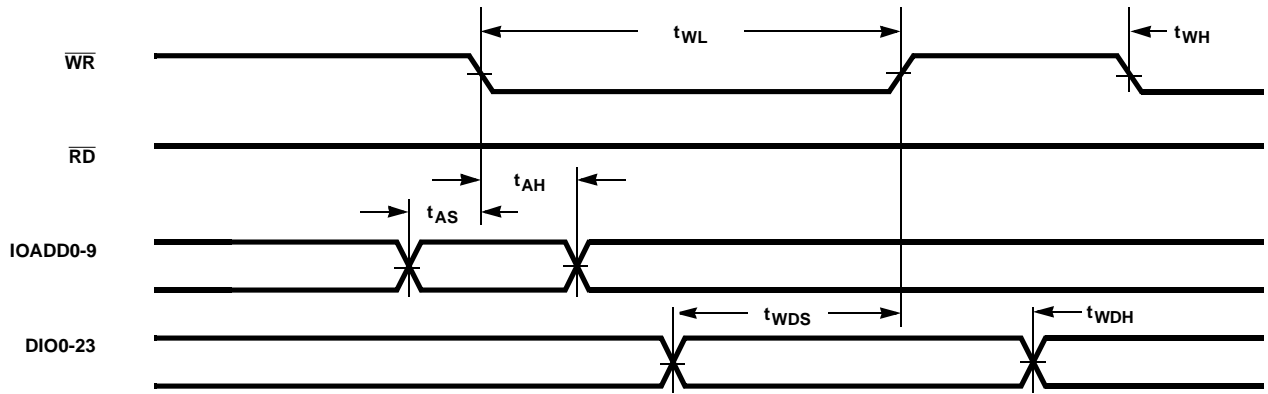 tWL
tWH
WR
RD
tAH
tAS
IOADD0-9
tWDS
tWDH
DIO0-23